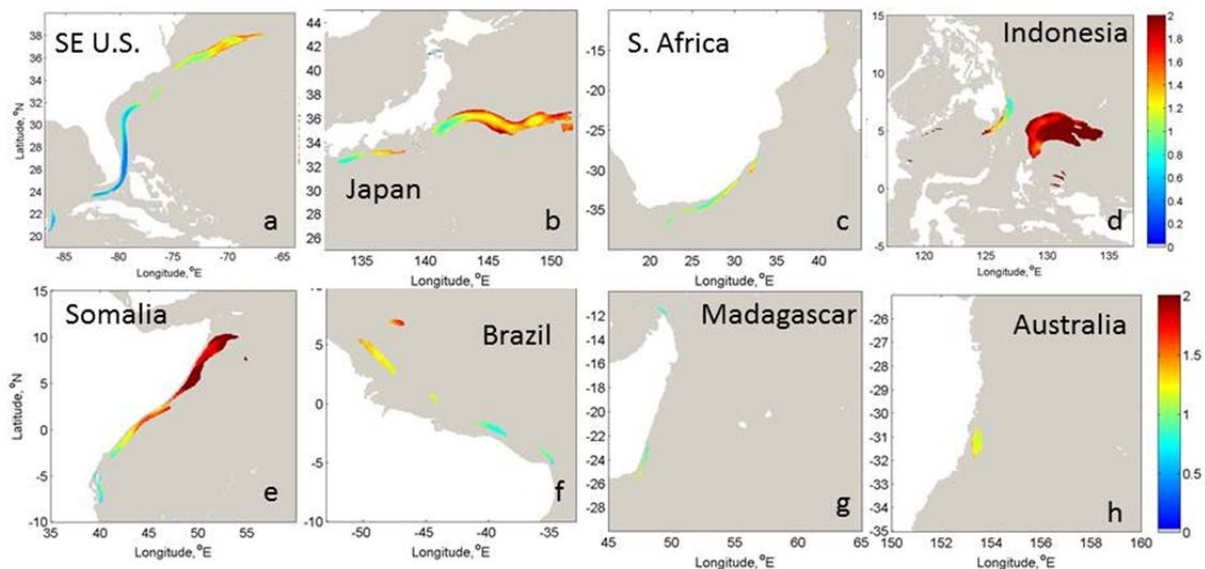 SE U.S.
Latitude, °N
38
36
34
32
30
28
26
24
22
20
a
-85 -80 -75 -70 -65
Longitude, °E
44
42
40
38
36
34
32
30
28
26
Japan
b
135 140 145 150
Longitude, °E
S. Africa
-10
-15
-20
-25
-30
-35
c
20 25 30 35 40
Longitude, °E
Indonesia
15
10
5
0
-5
d
120 125 130 135
Longitude, °E
2
1.8
1.6
1.4
1.2
1
0.8
0.6
0.4
0.2
0
Somalia
Latitude, °N
15
10
5
0
-5
-10
e
35 40 45 50 55
Longitude, °E
Brazil
5
0
-5
-10
f
-50 -45 -40 -35
Longitude, °E
Madagascar
-12
-14
-16
-18
-20
-22
-24
-26
-28
g
45 50 55 60 65
Longitude, °E
Australia
-26
-27
-28
-29
-30
-31
-32
-33
-34
-35
h
150 152 154 156 158 160
Longitude, °E
2
1.5
1
0.5
0